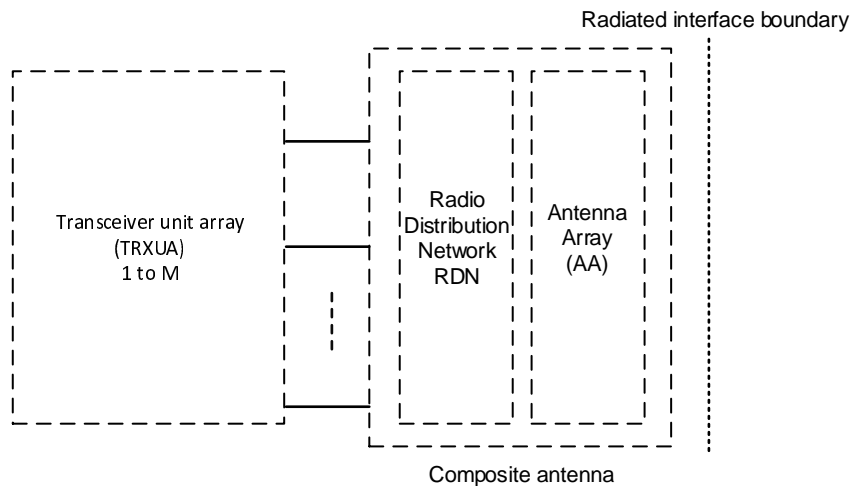 Radiated interface boundary
Transceiver unit array
(TRXUA)
1 to M
Radio
Distribution
Network
RDN
Antenna
Array
(AA)
Composite antenna